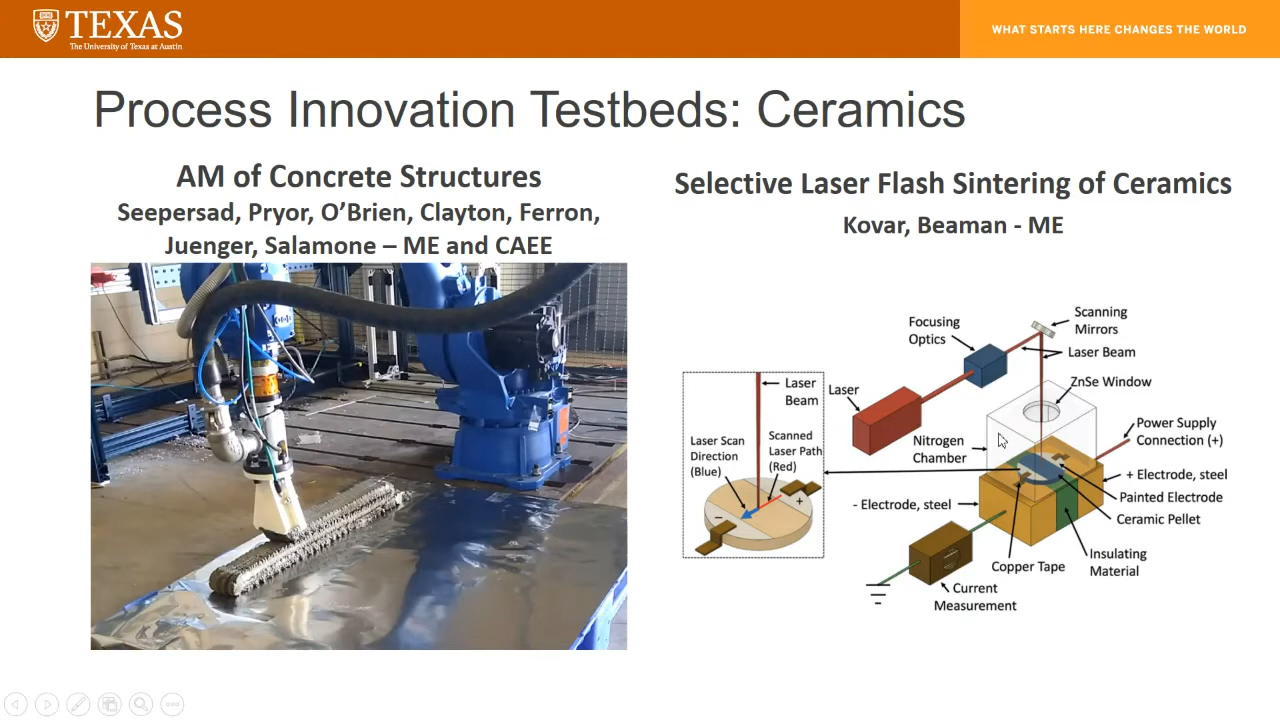 TEXAS
The University of Texas at Austin
WHAT STARTS HERE CHANGES THE WORLD
Process Innovation Testbeds: Ceramics
AM of Concrete Structures
Seepersad, Pryor, O’Brien, Clayton, Ferron,
Juenger, Salamone – ME and CAEE
Selective Laser Flash Sintering of Ceramics
Kovar, Beaman - ME
Laser
Beam
Laser Scan
Direction
(Blue)
Scanned
Laser Path
(Red)
+
–
Laser
Focusing
Optics
Scanning
Mirrors
Laser Beam
ZnSe Window
Nitrogen
Chamber
Power Supply
Connection (+)
+ Electrode, steel
Painted Electrode
Ceramic Pellet
- Electrode, steel
Insulating
Material
Copper Tape
Current
Measurement